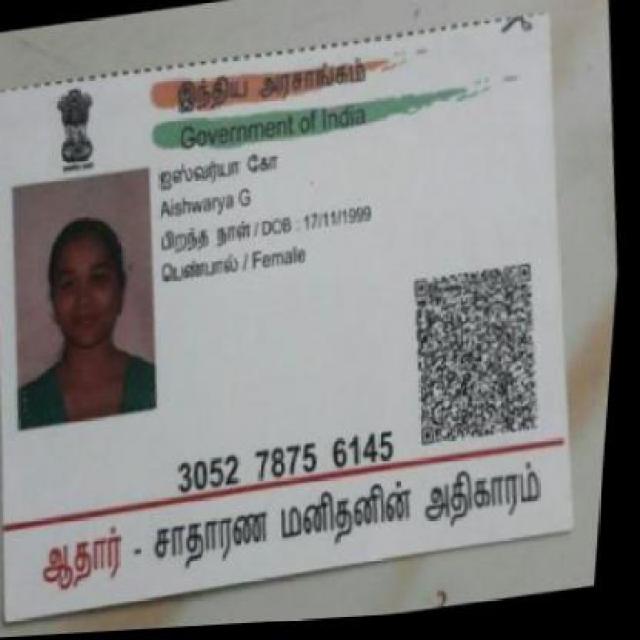 இந்திய அரசாங்கம்
Government of India
ஐஸ்வர்யா கோ
Aishwarya G
பிறந்த நாள் / DOB : 17/11/1999
பெண்பால் / Female
3052 7875 6145
ஆதார் - சாதாரண மனிதனின் அதிகாரம்